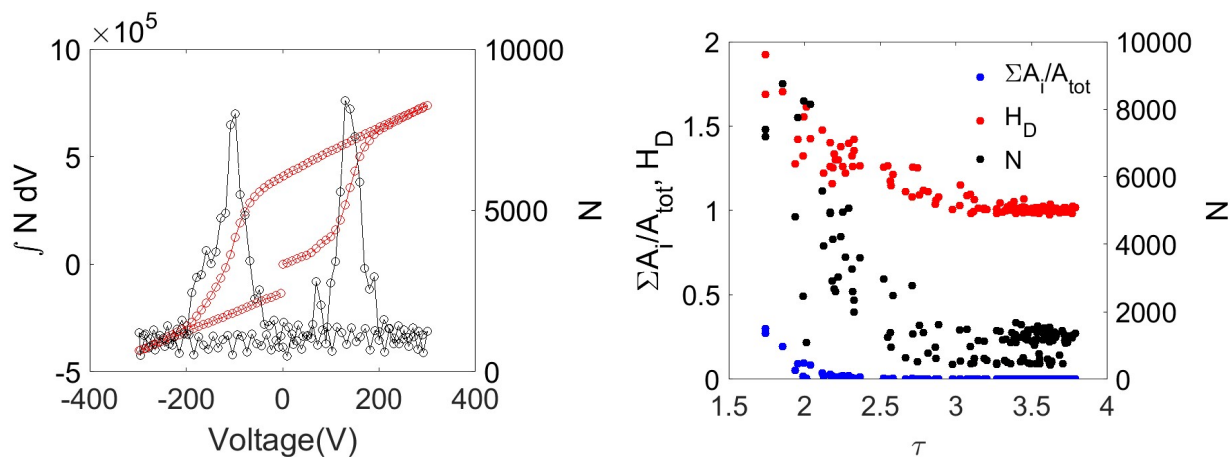 ×10^5
10
5
0
-5
∫ N dV
-400 -200 0 200 400
Voltage(V)
10000
5000
0
N
2
1.5
1
0.5
0
ΣA_i/A_tot, H_D
ΣA_i/A_tot
H_D
N
1.5 2 2.5 3 3.5 4
τ
10000
8000
6000
4000
2000
0
N